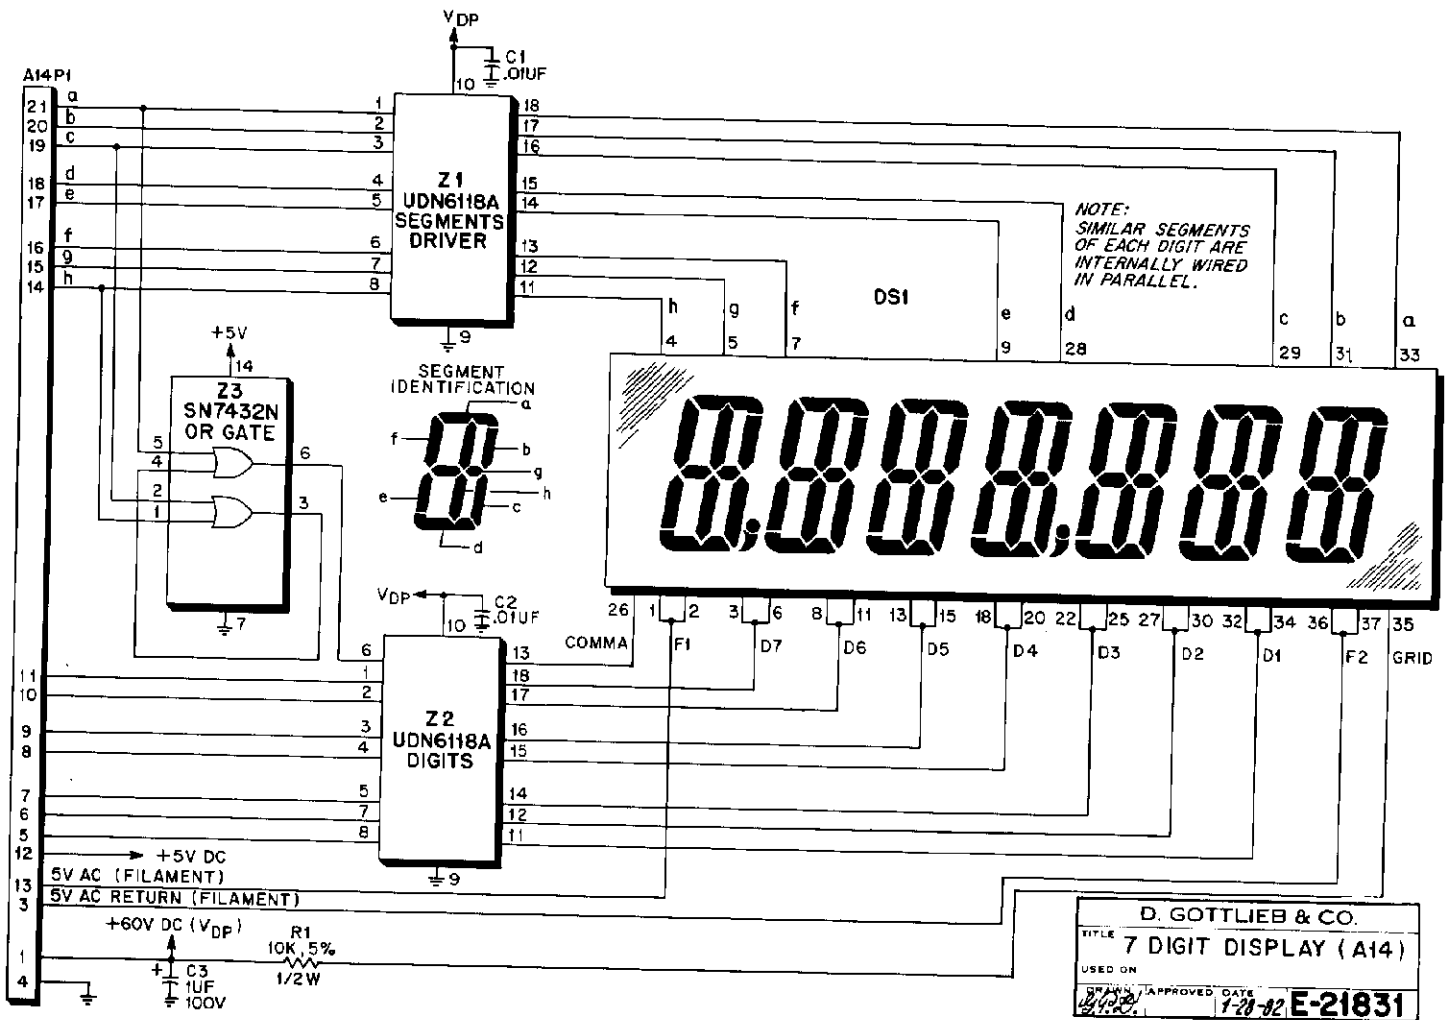 V DP
C1
.01UF
A14P1
10
21 a 1 18
20 b 2 17
19 c 3 16
18 d 4 15
17 e 5 14
16 f 6 13
15 g 7 12
14 h 8 11
Z1
UDN6118A
SEGMENTS
DRIVER
9
NOTE:
SIMILAR SEGMENTS
OF EACH DIGIT ARE
INTERNALLY WIRED
IN PARALLEL.
DS1
h g f e d c b a
4 5 7 9 28 29 31 33
+5V
14
Z3
SN7432N
OR GATE
5
4
6
2
1
3
7
SEGMENT
IDENTIFICATION
a
f
b
g
h
e
c
d
VDP
C2
.01UF
10
26 1 2 3 6 8 11 13 15 18 20 22 25 27 30 32 34 36 37 35
COMMA F1 D7 D6 D5 D4 D3 D2 D1 F2 GRID
6 13
11 1 18
10 2 17
9 3 16
8 4 15
7 5 14
6 7 12
5 8 11
Z2
UDN6118A
DIGITS
9
12 +5V DC
5V AC (FILAMENT)
13
5V AC RETURN (FILAMENT)
3
+60V DC (VDP)
R1
10K, 5%
1/2 W
1
+
C3
1UF
100V
4
D. GOTTLIEB & CO.
TITLE 7 DIGIT DISPLAY (A14)
USED ON
DRAWN APPROVED DATE
1-28-82 E-21831